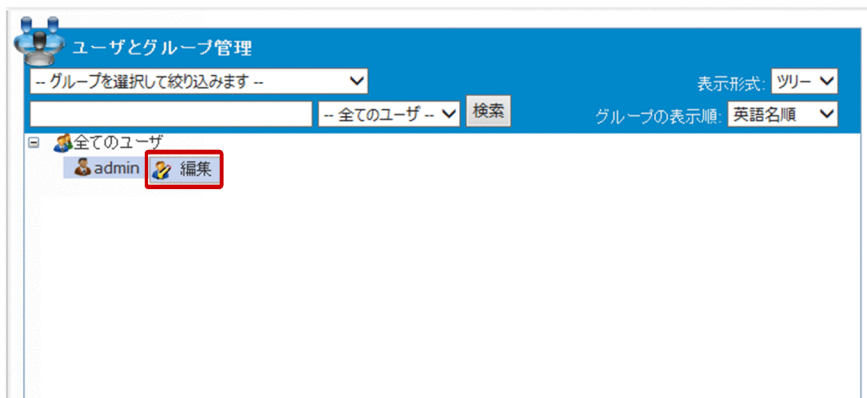 ユーザとグループ管理
-- グループを選択して絞り込みます --
表示形式: ツリー
-- 全てのユーザ -- 検索
グループの表示順: 英語名順
全てのユーザ
admin 編集